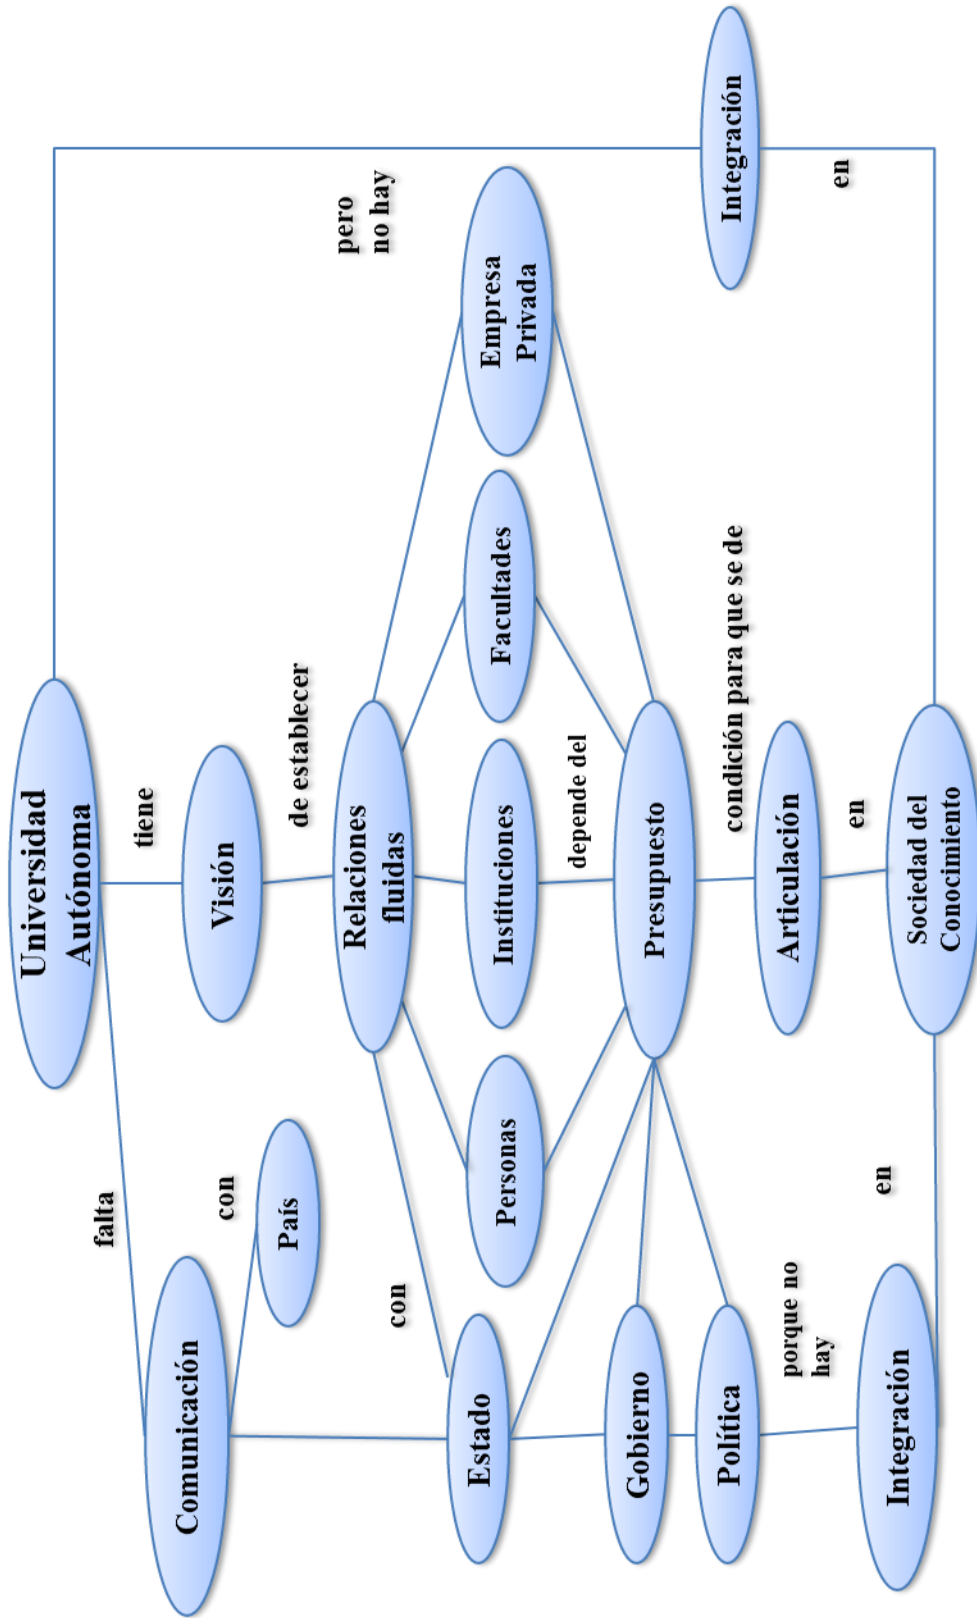 Universidad
Autónoma
falta
tiene
Comunicación
Visión
con
País
de establecer
pero
no hay
Relaciones
fluidas
con
Estado
Personas
Instituciones
Facultades
Empresa
Privada
depende del
Gobierno
Presupuesto
Política
condición para que se de
Integración
porque no
hay
Articulación
en
en
en
Integración
Sociedad del
Conocimiento